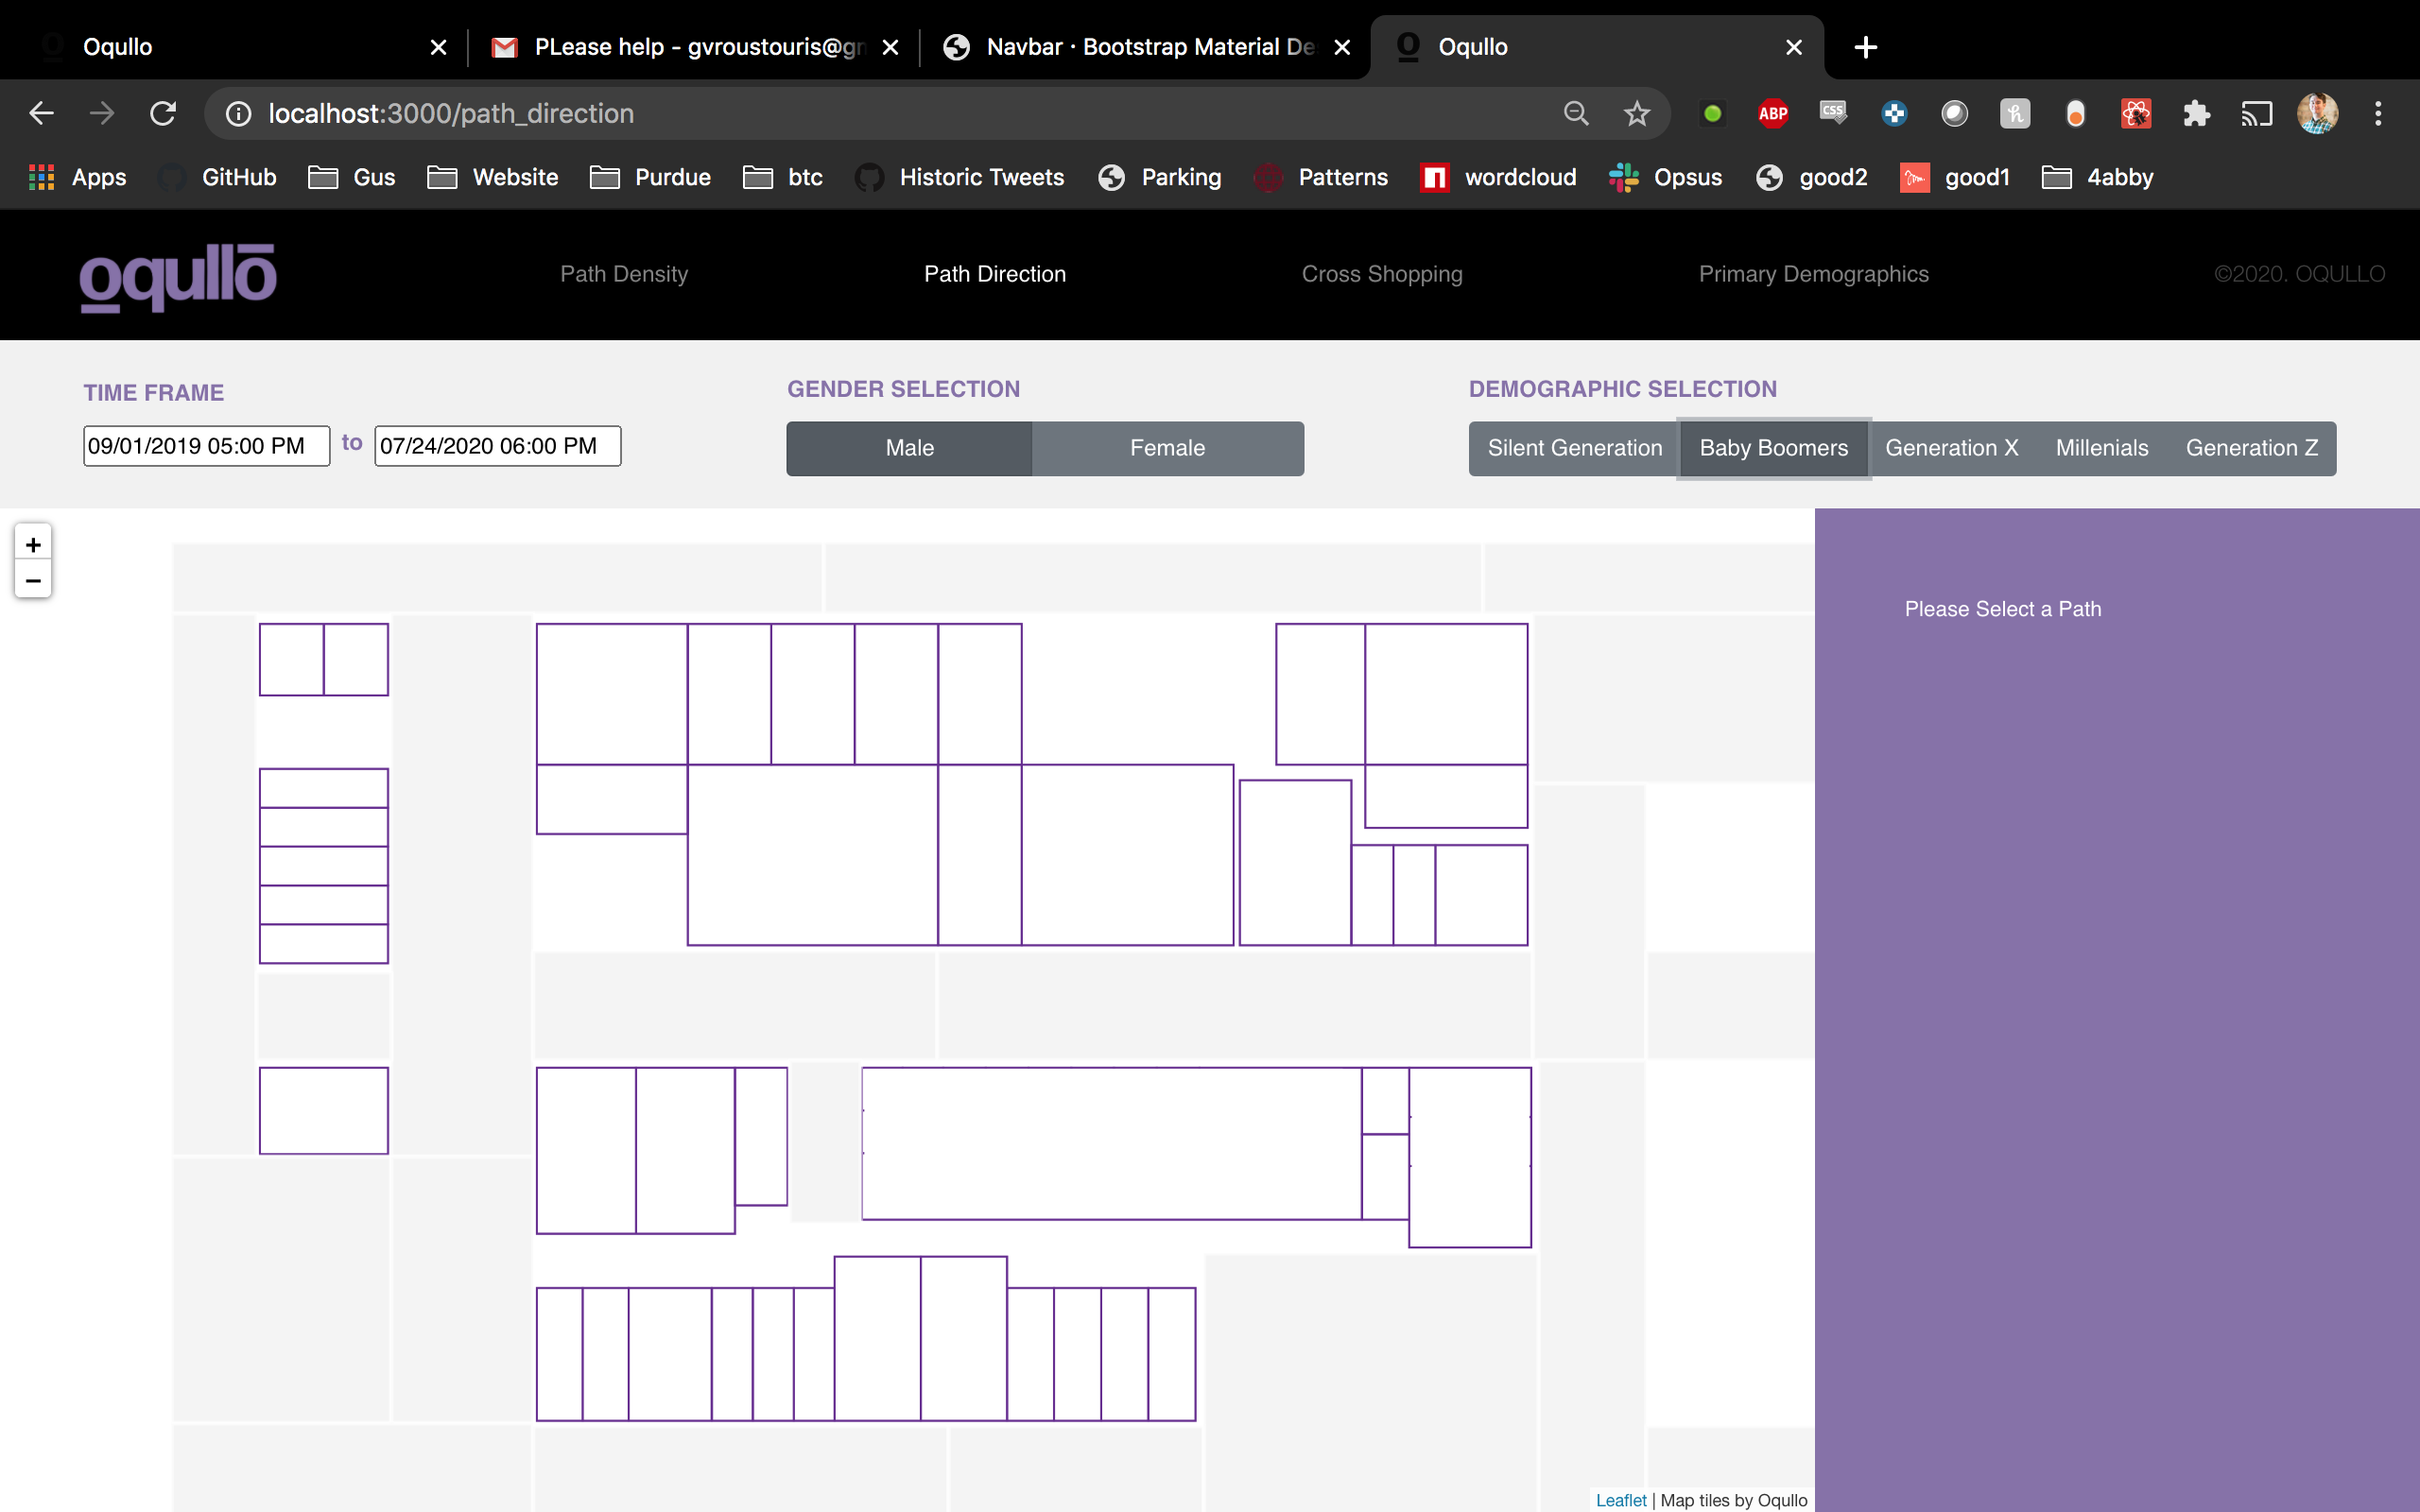 Oqullo
PLease help - gvroustouris@gm
Navbar · Bootstrap Material De
Oqullo
localhost:3000/path_direction
ABP
CSS
Apps
GitHub
Gus
Website
Purdue
btc
Historic Tweets
Parking
Patterns
wordcloud
Opsus
good2
good1
4abby
oqullō
Path Density
Path Direction
Cross Shopping
Primary Demographics
©2020. OQULLO
TIME FRAME
GENDER SELECTION
DEMOGRAPHIC SELECTION
09/01/2019 05:00 PM to 07/24/2020 06:00 PM
Male
Female
Silent Generation
Baby Boomers
Generation X
Millenials
Generation Z
+
−
Please Select a Path
Leaflet | Map tiles by Oqullo